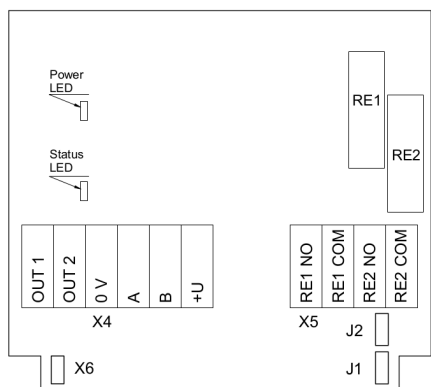 Power
LED
Status
LED
RE1
RE2
OUT 1
OUT 2
0 V
A
B
+U
RE1 NO
RE1 COM
RE2 NO
RE2 COM
X4
X5
J2
X6
J1